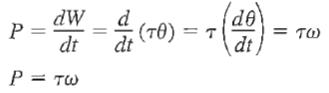 P = dW/dt = d/dt (τθ) = τ(dθ/dt) = τω
P = τω